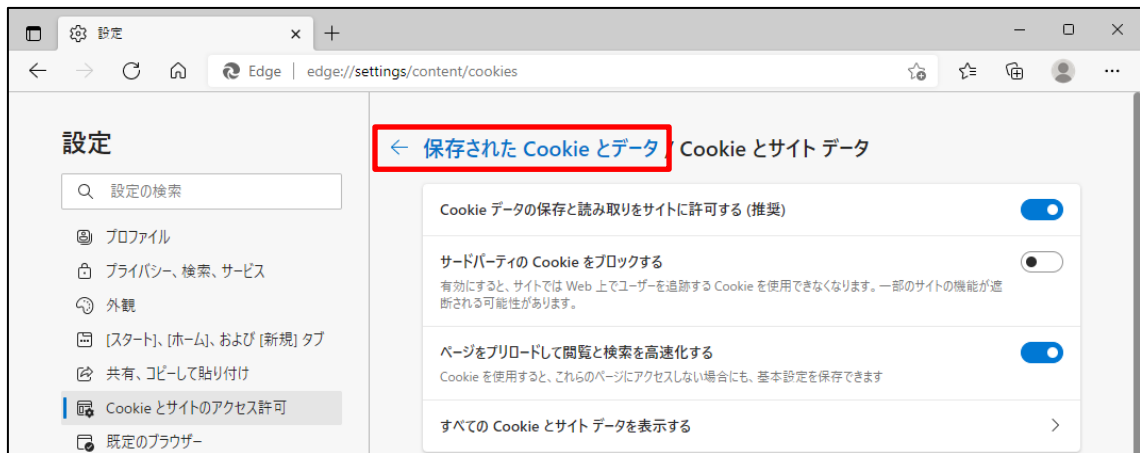 設定
Edge | edge://settings/content/cookies
設定
設定の検索
プロファイル
プライバシー、検索、サービス
外観
[スタート]、[ホーム]、および [新規] タブ
共有、コピーして貼り付け
Cookie とサイトのアクセス許可
既定のブラウザー
保存された Cookie とデータ / Cookie とサイト データ
Cookie データの保存と読み取りをサイトに許可する (推奨)
サードパーティの Cookie をブロックする
有効にすると、サイトでは Web 上でユーザーを追跡する Cookie を使用できなくなります。一部のサイトの機能が遮
断される可能性があります。
ページをプリロードして閲覧と検索を高速化する
Cookie を使用すると、これらのページにアクセスしない場合にも、基本設定を保存できます
すべての Cookie とサイト データを表示する